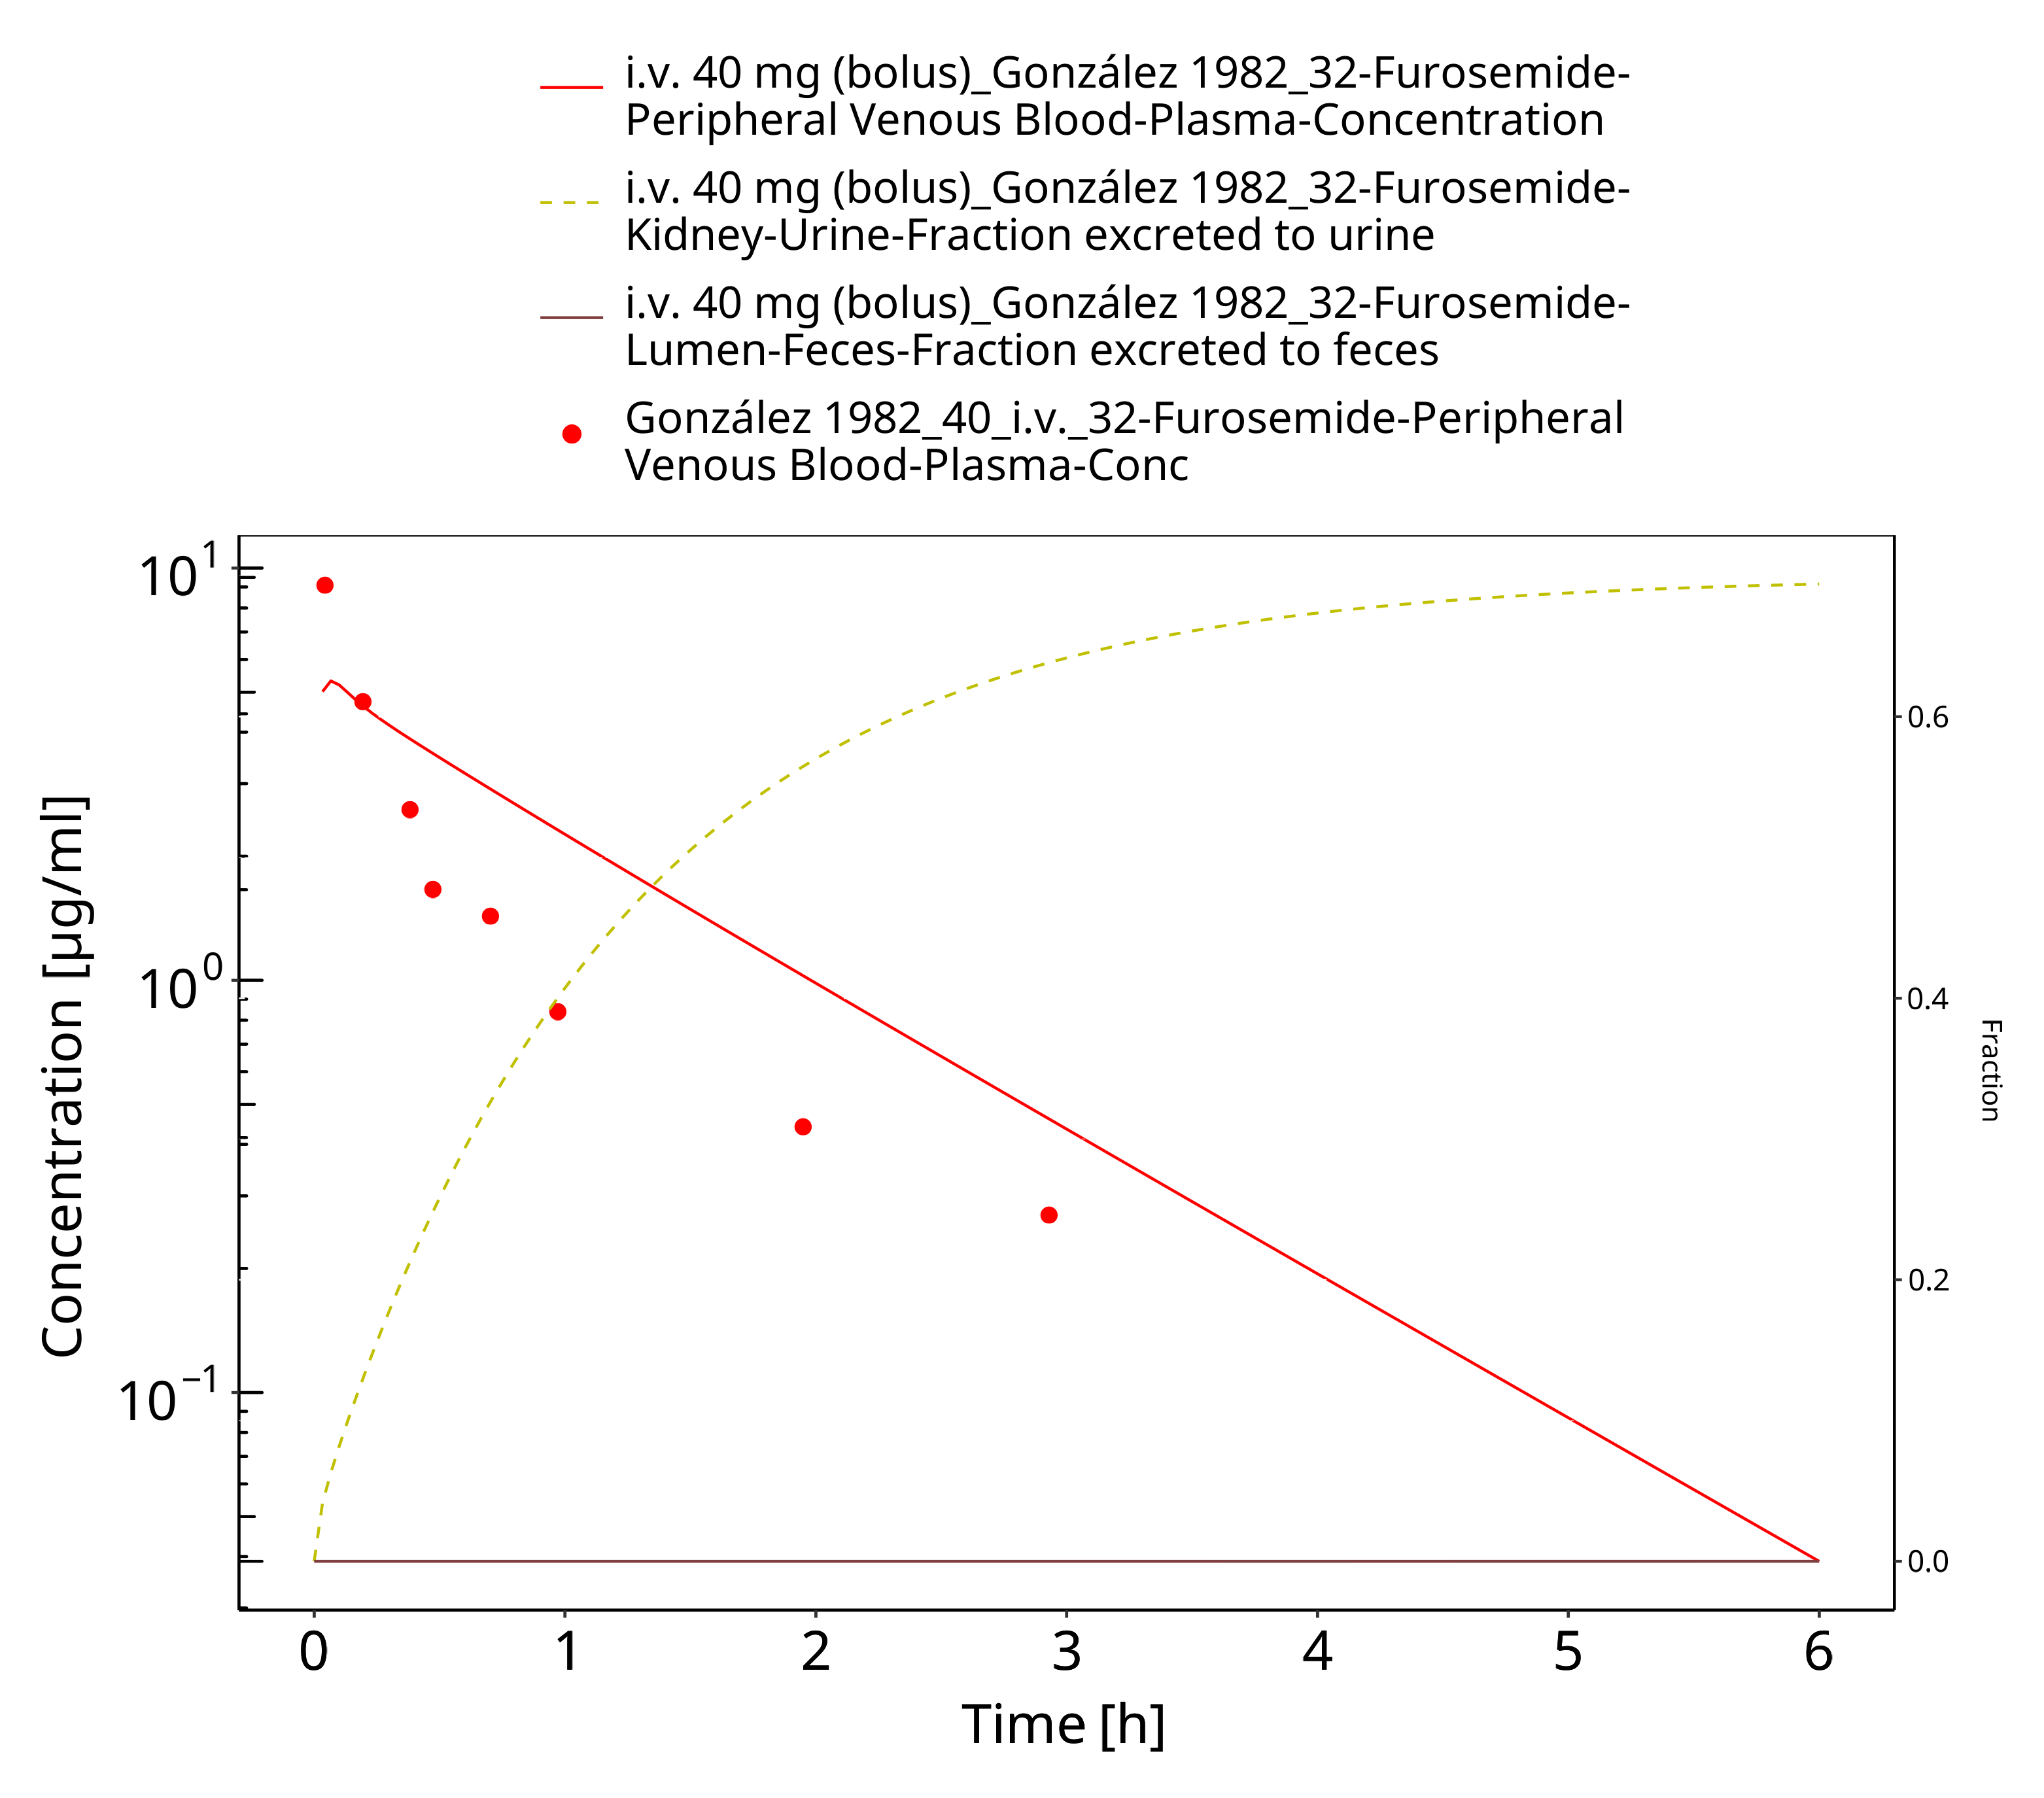 i.v. 40 mg (bolus)_González 1982_32-Furosemide-
Peripheral Venous Blood-Plasma-Concentration
i.v. 40 mg (bolus)_González 1982_32-Furosemide-
Kidney-Urine-Fraction excreted to urine
i.v. 40 mg (bolus)_González 1982_32-Furosemide-
Lumen-Feces-Fraction excreted to feces
González 1982_40_i.v._32-Furosemide-Peripheral
Venous Blood-Plasma-Conc
10^1
10^0
10^−1
Concentration [µg/ml]
0.6
0.4
0.2
0.0
Fraction
0 1 2 3 4 5 6
Time [h]